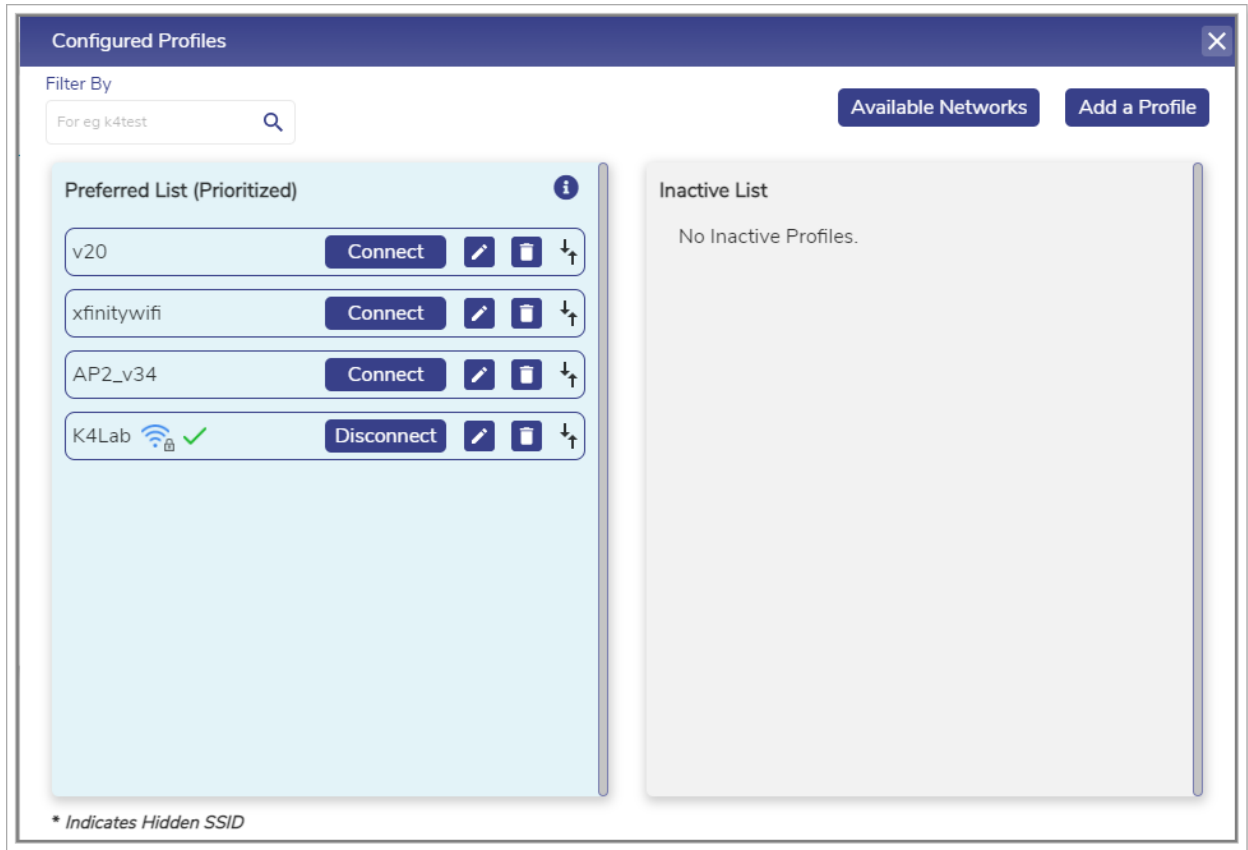 Configured Profiles
Filter By
For eg k4test
Available Networks
Add a Profile
Preferred List (Prioritized)
v20 Connect
xfinitywifi Connect
AP2_v34 Connect
K4Lab Disconnect
Inactive List
No Inactive Profiles.
* Indicates Hidden SSID